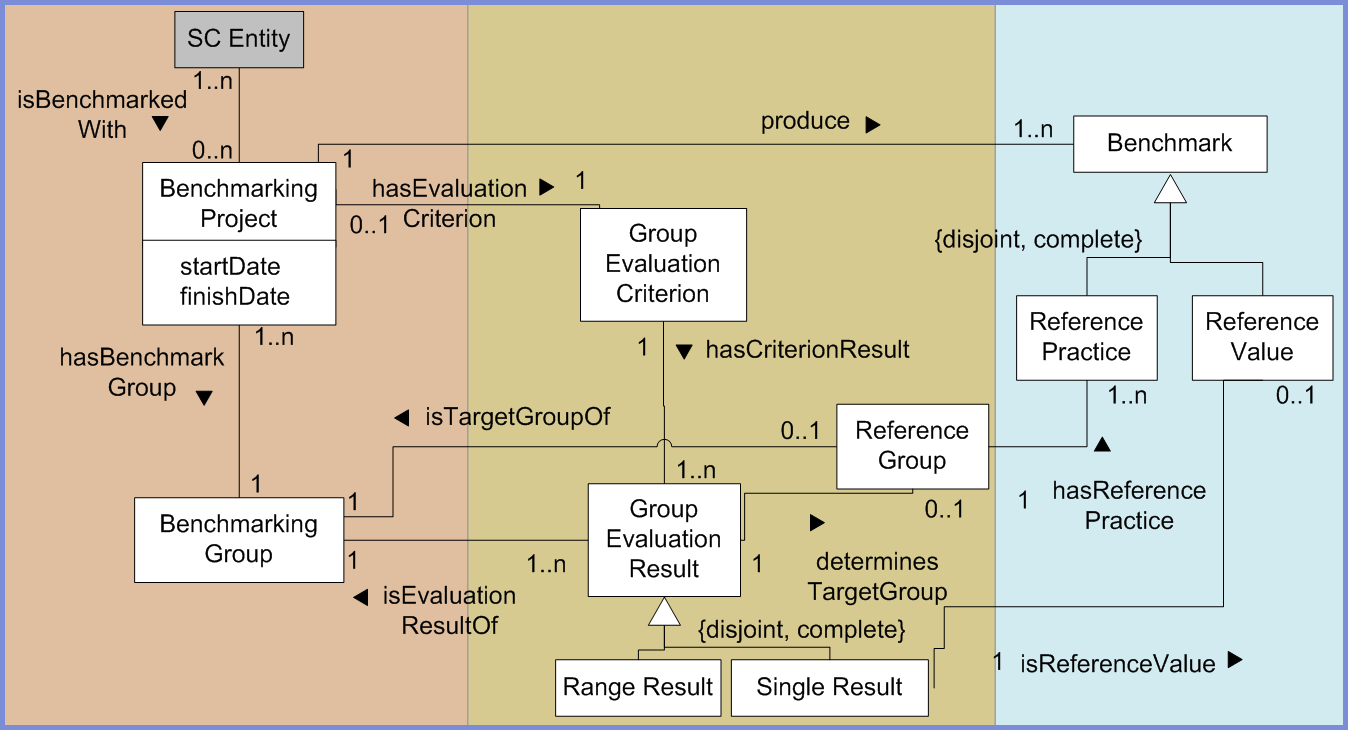 SC Entity
1..n
isBenchmarked
With
0..n
produce
1..n
Benchmark
1
Benchmarking
Project
hasEvaluation
Criterion
1
0..1
startDate
finishDate
Group
Evaluation
Criterion
{disjoint, complete}
Reference
Practice
Reference
Value
1..n
hasBenchmark
Group
1
hasCriterionResult
1..n
0..1
isTargetGroupOf
0..1
Reference
Group
1..n
1
1
Benchmarking
Group
Group
Evaluation
Result
0..1
1
hasReference
Practice
1
1..n
1
determines
TargetGroup
isEvaluation
ResultOf
{disjoint, complete}
Range Result
Single Result
1
isReferenceValue